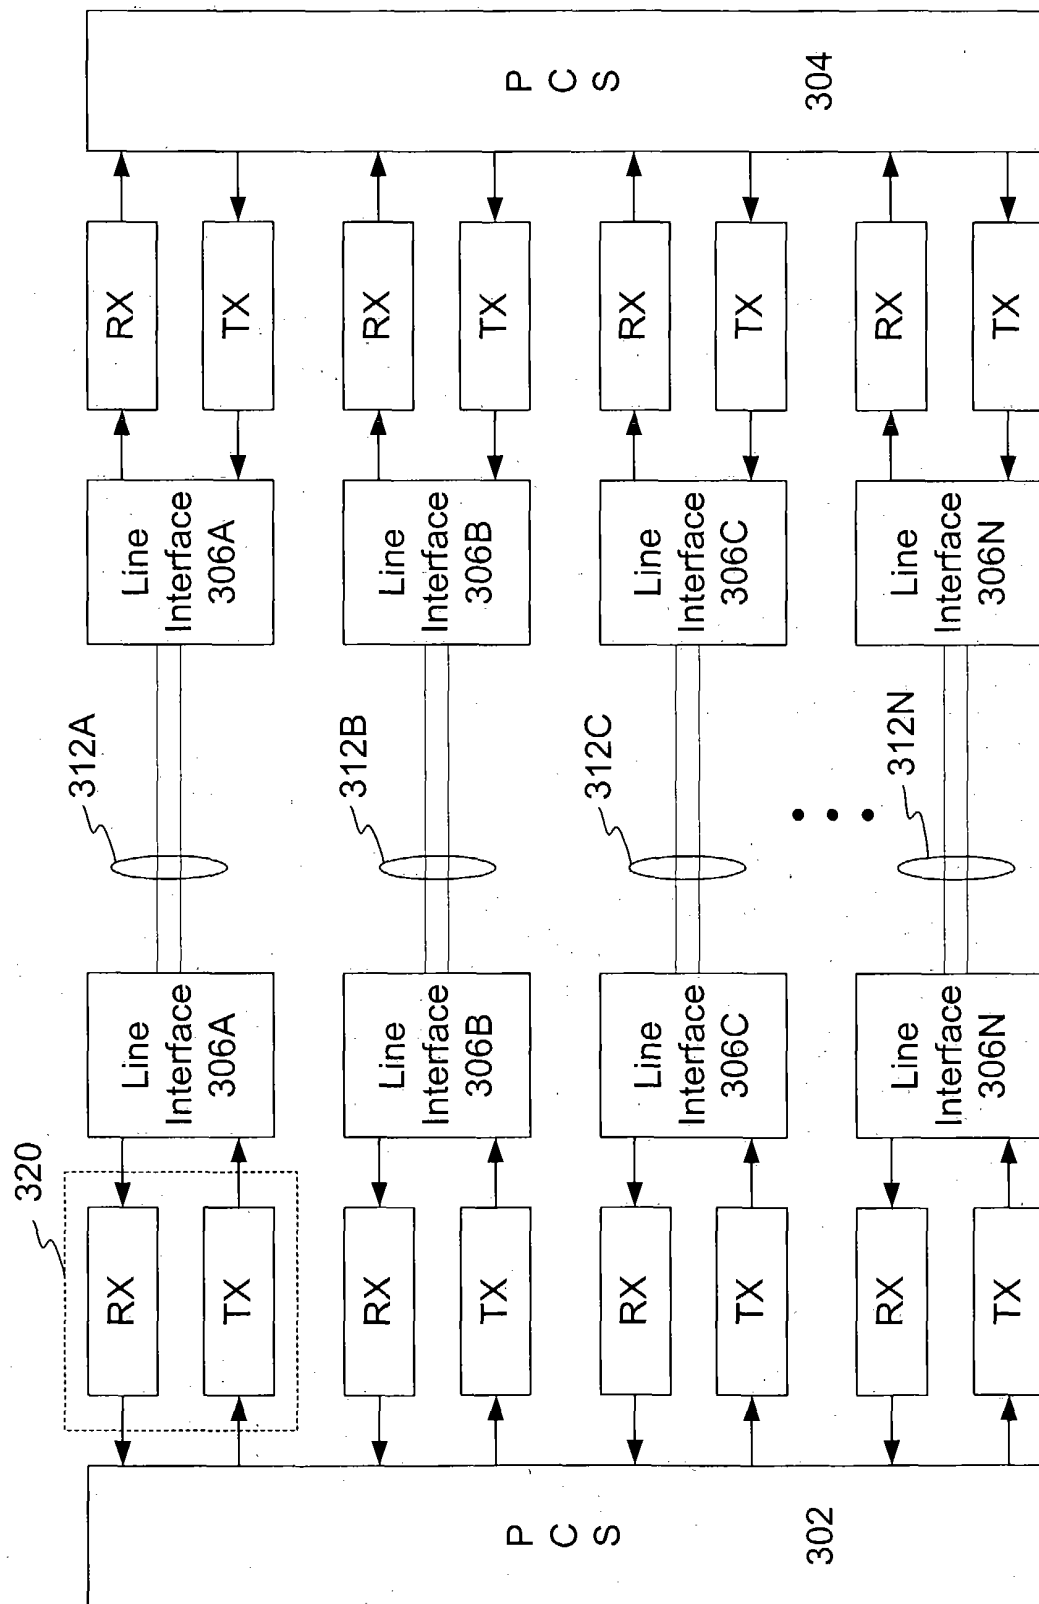 320
312A
312B
312C
312N
P
C
S
302
RX
TX
Line
Interface
306A
Line
Interface
306A
RX
TX
RX
TX
Line
Interface
306B
Line
Interface
306B
RX
TX
RX
TX
Line
Interface
306C
Line
Interface
306C
RX
TX
RX
TX
Line
Interface
306N
Line
Interface
306N
RX
TX
P
C
S
304